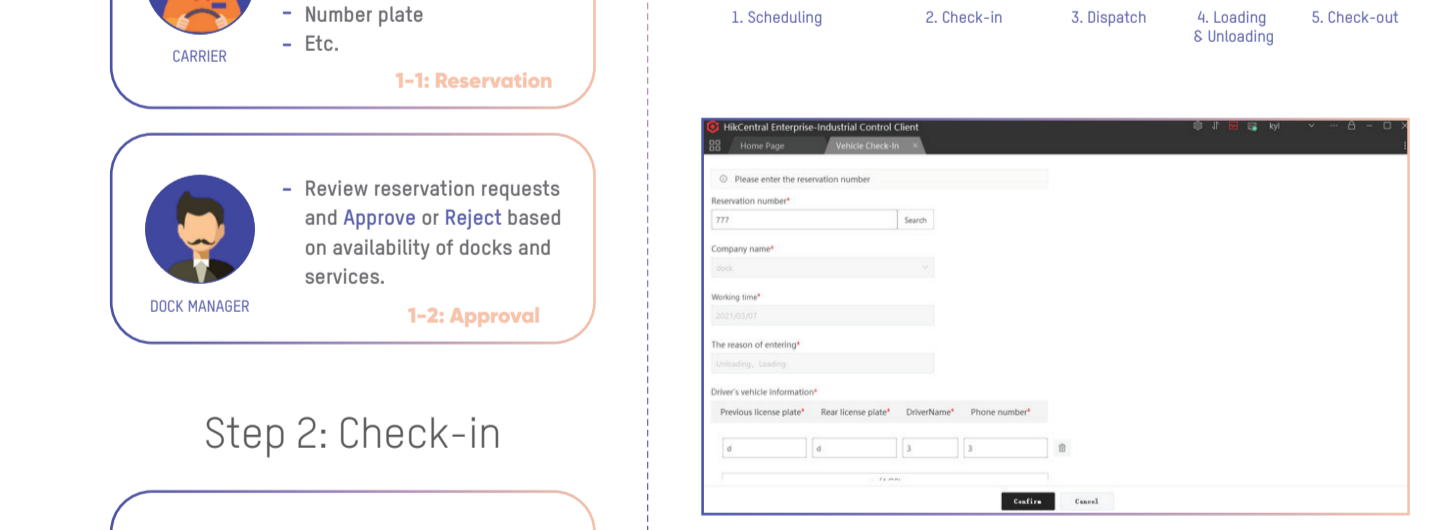 - Number plate
- Etc.
CARRIER
1-1: Reservation
- Review reservation requests
and Approve or Reject based
on availability of docks and
services.
DOCK MANAGER
1-2: Approval
Step 2: Check-in
1. Scheduling
2. Check-in
3. Dispatch
4. Loading
& Unloading
5. Check-out
HikCentral Enterprise-Industrial Control Client
kyl
Home Page
Vehicle Check-In
Please enter the reservation number
Reservation number*
777
Search
Company name*
dock
Working time*
2021/03/07
The reason of entering*
Unloading, Loading
Driver's vehicle information*
Previous license plate* Rear license plate* DriverName* Phone number*
d d 3 3
Confirm Cancel